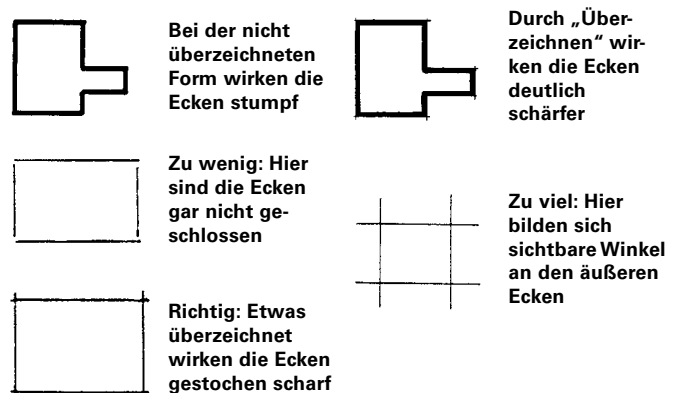 Bei der nicht
überzeichneten
Form wirken die
Ecken stumpf
Durch „Über-
zeichnen“ wir-
ken die Ecken
deutlich
schärfer
Zu wenig: Hier
sind die Ecken
gar nicht ge-
schlossen
Zu viel: Hier
bilden sich
sichtbare Winkel
an den äußeren
Ecken
Richtig: Etwas
überzeichnet
wirken die Ecken
gestochen scharf